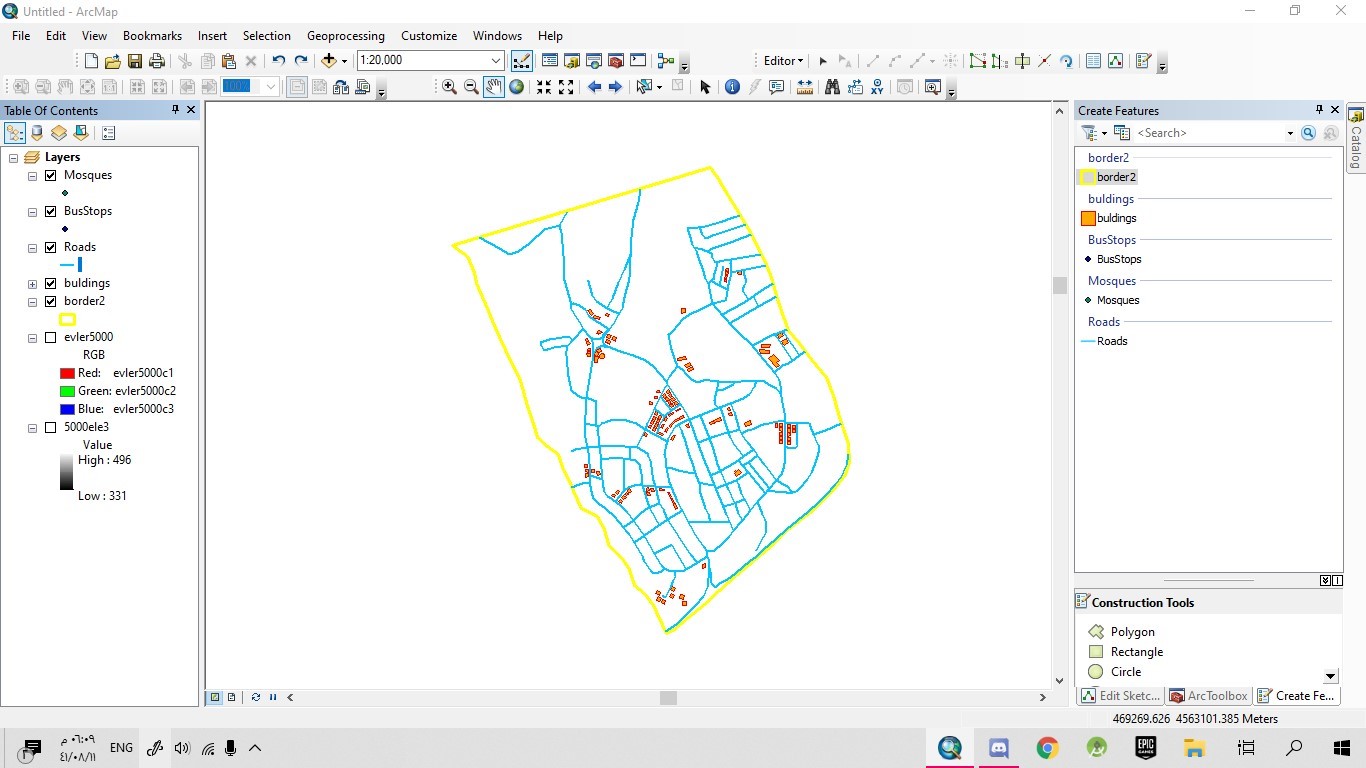 Untitled - ArcMap
File Edit View Bookmarks Insert Selection Geoprocessing Customize Windows Help
1:20,000
Editor
100%
Table Of Contents
Layers
Mosques
BusStops
Roads
buldings
border2
evler5000
RGB
Red: evler5000c1
Green: evler5000c2
Blue: evler5000c3
5000ele3
Value
High : 496
Low : 331
Create Features
<Search>
border2
border2
buldings
buldings
BusStops
BusStops
Mosques
Mosques
Roads
Roads
Construction Tools
Polygon
Rectangle
Circle
Edit Sketc...
ArcToolbox
Create Fe...
Catalog
469269.626 4563101.385 Meters
٠٦:٠٩ م
٤١/٠٨/١١
ENG
EPIC
GAMES